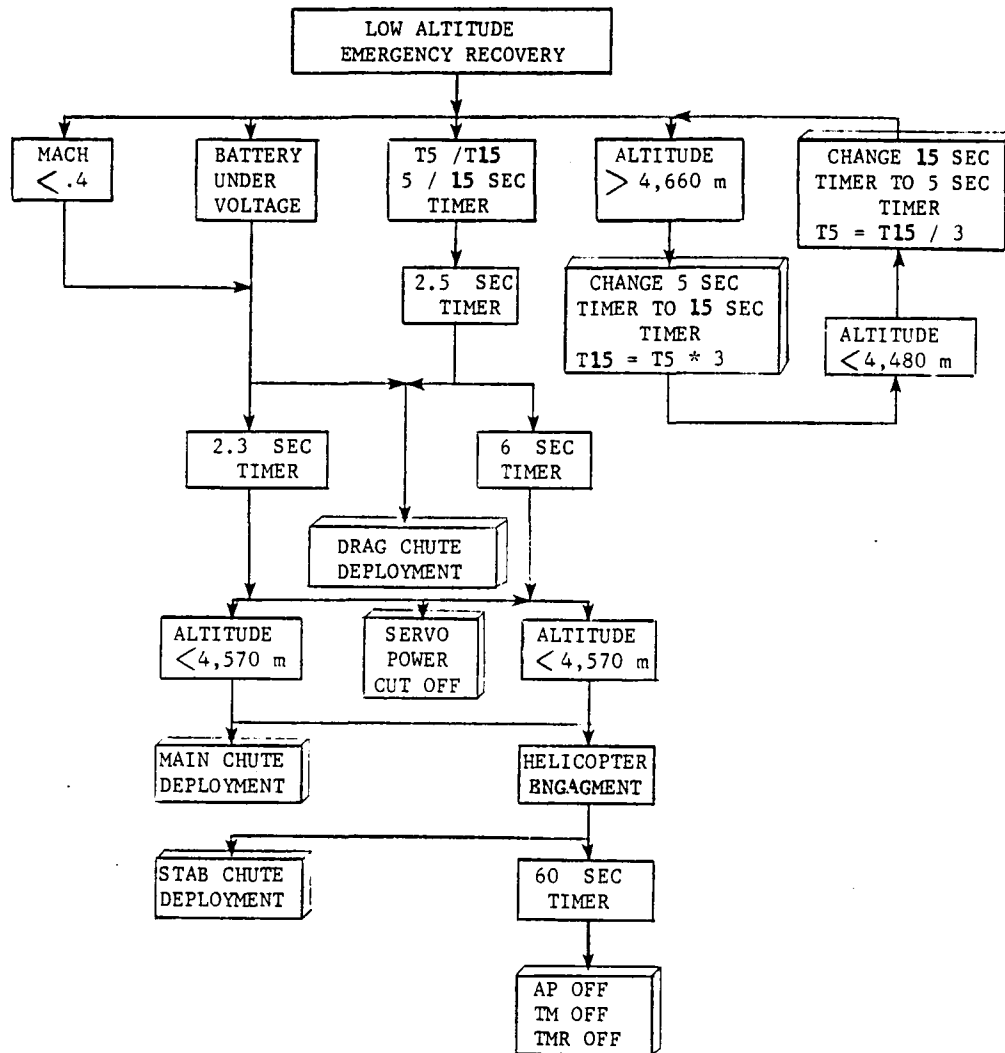 LOW ALTITUDE
EMERGENCY RECOVERY
MACH
< .4
BATTERY
UNDER
VOLTAGE
T5 /T15
5 / 15 SEC
TIMER
ALTITUDE
> 4,660 m
CHANGE 15 SEC
TIMER TO 5 SEC
TIMER
T5 = T15 / 3
2.5 SEC
TIMER
CHANGE 5 SEC
TIMER TO 15 SEC
TIMER
T15 = T5 * 3
ALTITUDE
<4,480 m
2.3 SEC
TIMER
6 SEC
TIMER
DRAG CHUTE
DEPLOYMENT
ALTITUDE
<4,570 m
SERVO
POWER
CUT OFF
ALTITUDE
<4,570 m
MAIN CHUTE
DEPLOYMENT
HELICOPTER
ENGAGMENT
STAB CHUTE
DEPLOYMENT
60 SEC
TIMER
AP OFF
TM OFF
TMR OFF